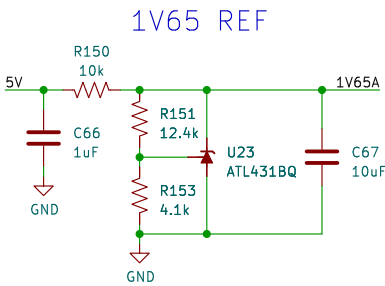 1V65 REF
5V
R150
10k
1V65A
C66
1uF
R151
12.4k
U23
ATL431BQ
C67
10uF
R153
4.1k
GND
GND